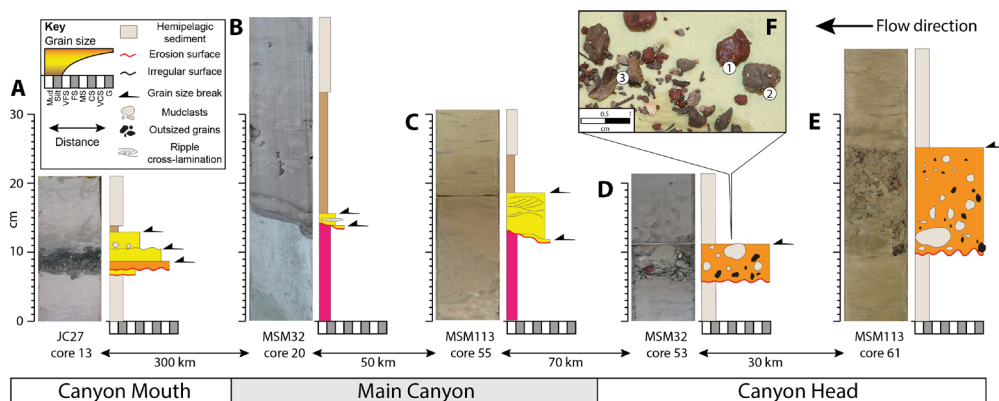 Key
Grain size
Mud
Silt
VFS
FS
MS
CS
VCS
G
Distance
Hemipelagic
sediment
Erosion surface
Irregular surface
Grain size break
Mudclasts
Outsized grains
Ripple
cross-lamination
A
B
C
D
E
F
Flow direction
1
2
3
0.5
1
cm
30
20
10
0
cm
JC27
core 13
300 km
MSM32
core 20
50 km
MSM113
core 55
70 km
MSM32
core 53
30 km
MSM113
core 61
Canyon Mouth
Main Canyon
Canyon Head